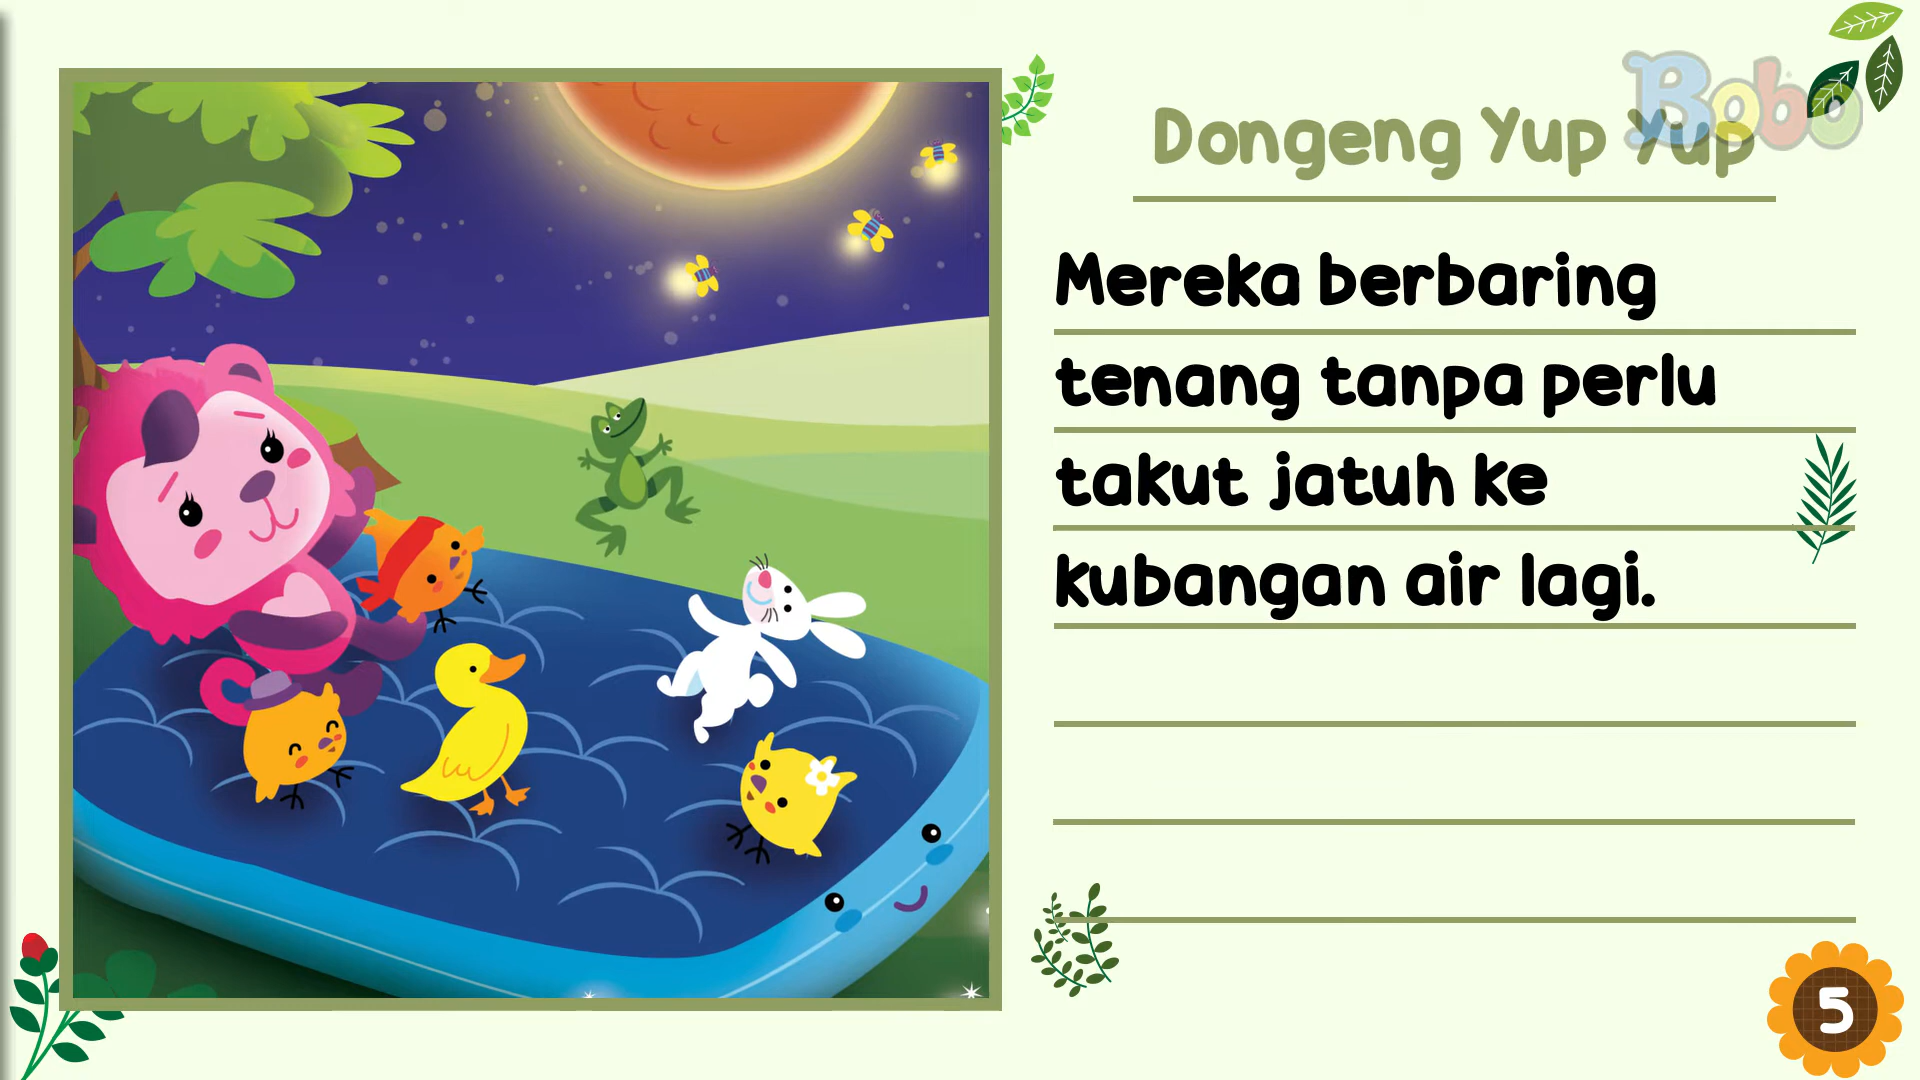 Bobo
Dongeng Yup Yup
Mereka berbaring
tenang tanpa perlu
takut jatuh ke
kubangan air lagi.
5